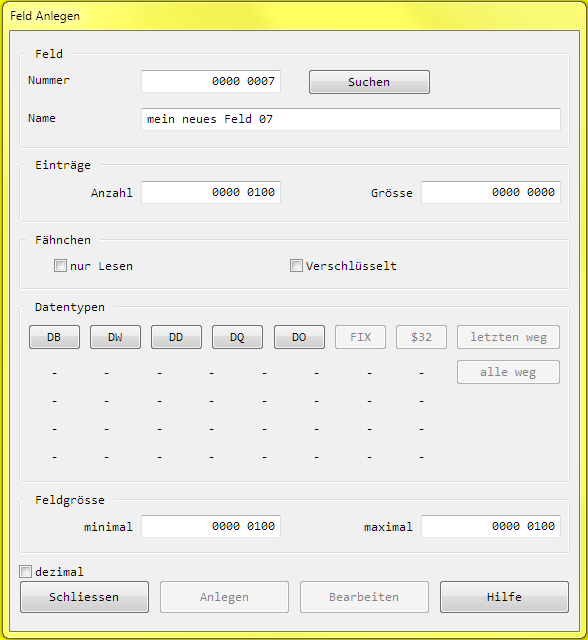 Feld Anlegen
Feld
Nummer 0000 0007 Suchen
Name mein neues Feld 07
Einträge
Anzahl 0000 0100 Grösse 0000 0000
Fähnchen
nur Lesen Verschlüsselt
Datentypen
DB DW DD DQ DO FIX $32 letzten weg
- - - - - - - alle weg
- - - - - - -
- - - - - - -
- - - - - - -
Feldgrösse
minimal 0000 0100 maximal 0000 0100
dezimal
Schliessen Anlegen Bearbeiten Hilfe